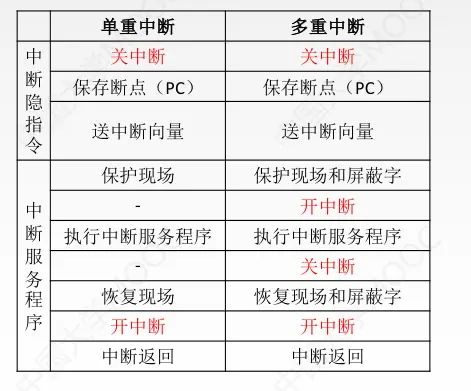 单重中断 多重中断
中断隐指令
关中断 关中断
保存断点（PC） 保存断点（PC）
送中断向量 送中断向量
中断服务程序
保护现场 保护现场和屏蔽字
- 开中断
执行中断服务程序 执行中断服务程序
- 关中断
恢复现场 恢复现场和屏蔽字
开中断 开中断
中断返回 中断返回